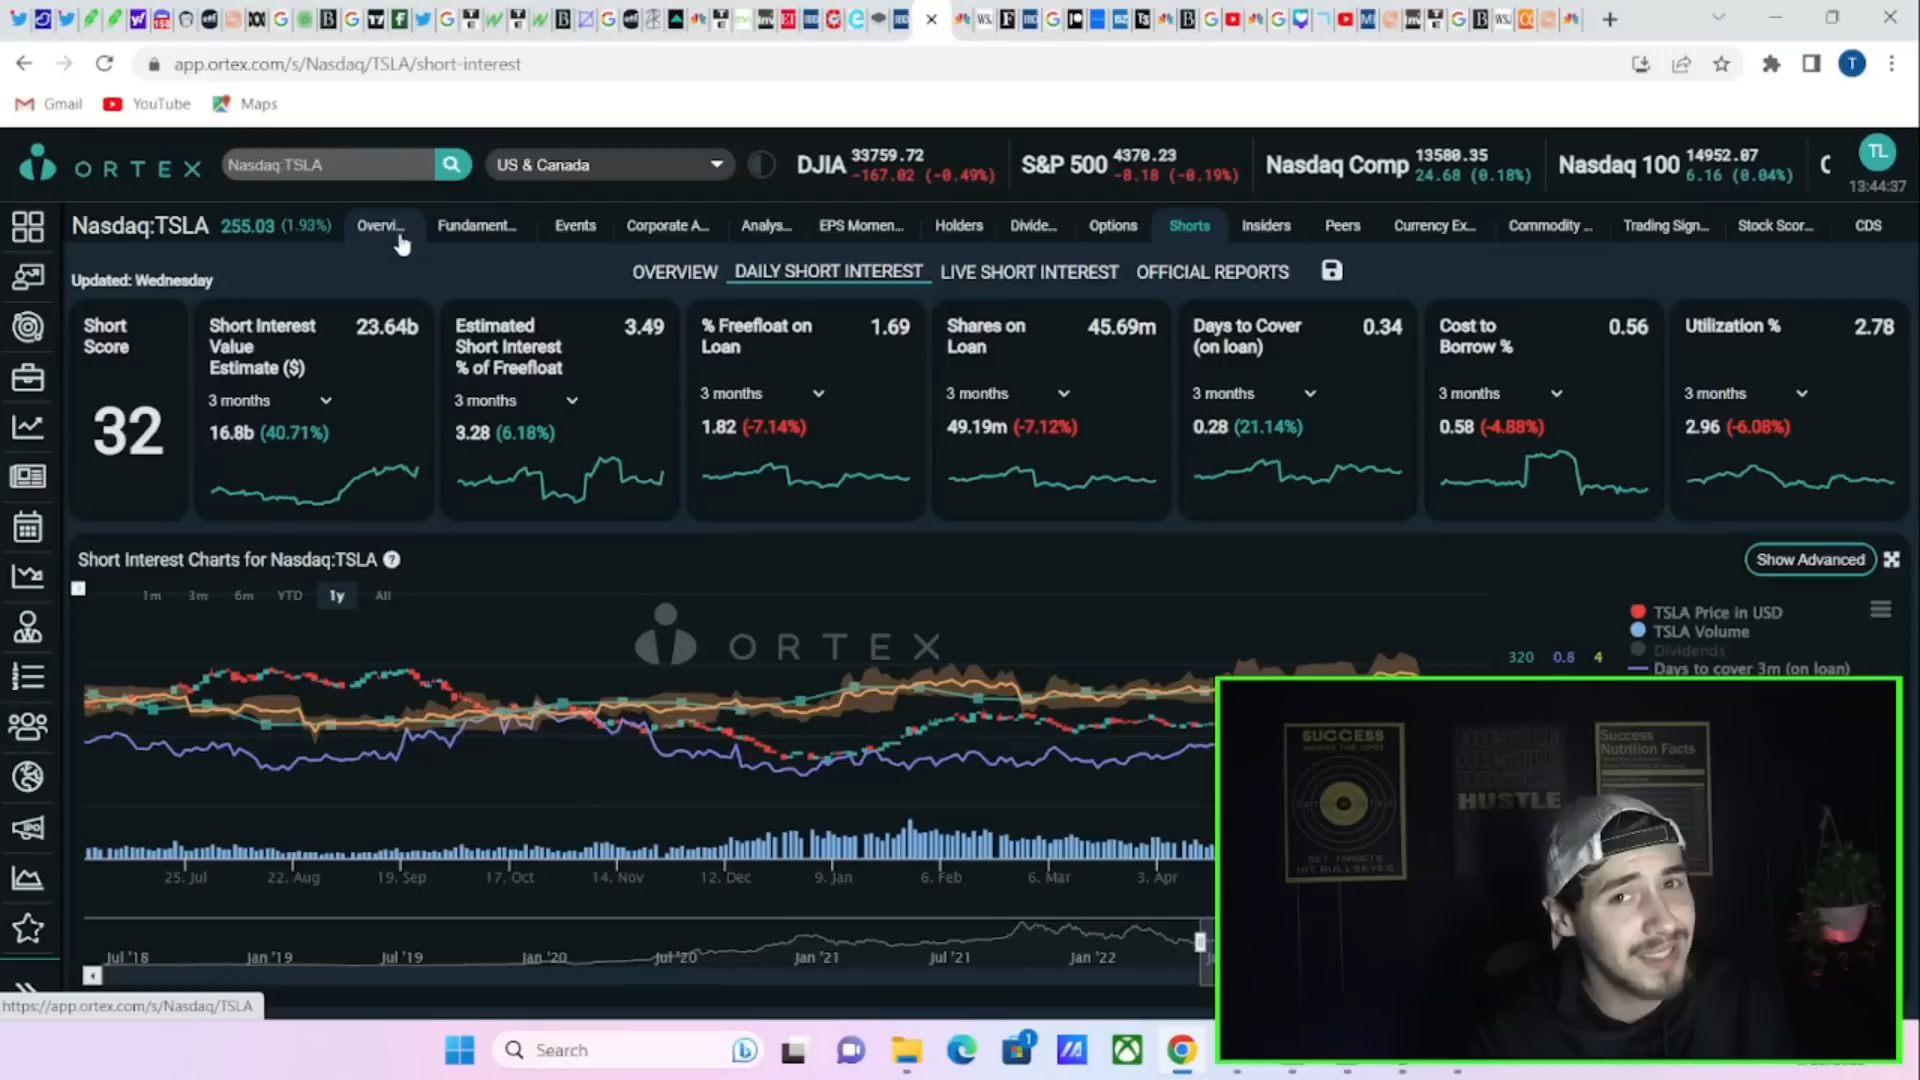 app.ortex.com/s/Nasdaq/TSLA/short-interest
T
Gmail YouTube Maps
ORTEX
Nasdaq:TSLA
US & Canada
DJIA 33759.72 -167.02 (-0.49%)
S&P 500 4370.23 -8.18 (-0.19%)
Nasdaq Comp 13580.35 24.68 (0.18%)
Nasdaq 100 14952.07 6.16 (0.04%)
TL
13:44:37
Nasdaq:TSLA 255.03 (1.93%)
Overvi... Fundament... Events Corporate A... Analys... EPS Momen... Holders Divide... Options Shorts Insiders Peers Currency Ex... Commodity ... Trading Sign... Stock Scor... CDS
Updated: Wednesday
OVERVIEW DAILY SHORT INTEREST LIVE SHORT INTEREST OFFICIAL REPORTS
Short Score
32
Short Interest Value Estimate ($) 23.64b
3 months
16.8b (40.71%)
Estimated Short Interest % of Freefloat 3.49
3 months
3.28 (6.18%)
% Freefloat on Loan 1.69
3 months
1.82 (-7.14%)
Shares on Loan 45.69m
3 months
49.19m (-7.12%)
Days to Cover (on loan) 0.34
3 months
0.28 (21.14%)
Cost to Borrow % 0.56
3 months
0.58 (-4.88%)
Utilization % 2.78
3 months
2.96 (-6.08%)
Short Interest Charts for Nasdaq:TSLA ?
Show Advanced
1m 3m 6m YTD 1y All
ORTEX
320 0.8 4
TSLA Price in USD
TSLA Volume
Dividends
Days to cover 3m (on loan)
25. Jul 22. Aug 19. Sep 17. Oct 14. Nov 12. Dec 9. Jan 6. Feb 6. Mar 3. Apr
Jul '18 Jan '19 Jul '19 Jan '20 Jul '20 Jan '21 Jul '21 Jan '22
SUCCESS
SET TARGETS
HIT BULLSEYES
HUSTLE
Success
Nutrition Facts
https://app.ortex.com/s/Nasdaq/TSLA
Search
1